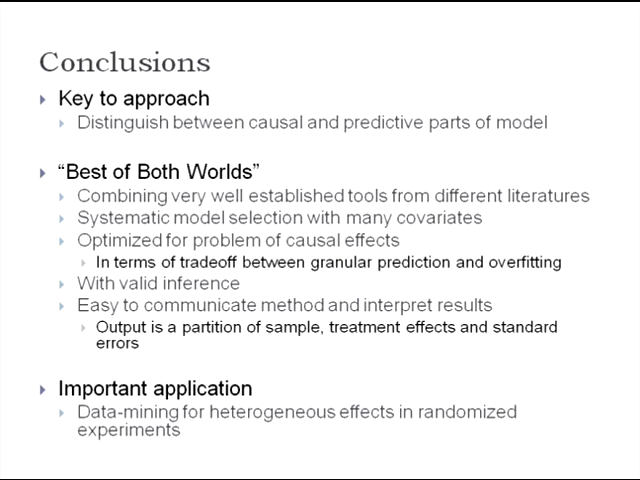 Conclusions
Key to approach
Distinguish between causal and predictive parts of model
“Best of Both Worlds”
Combining very well established tools from different literatures
Systematic model selection with many covariates
Optimized for problem of causal effects
In terms of tradeoff between granular prediction and overfitting
With valid inference
Easy to communicate method and interpret results
Output is a partition of sample, treatment effects and standard
errors
Important application
Data-mining for heterogeneous effects in randomized
experiments